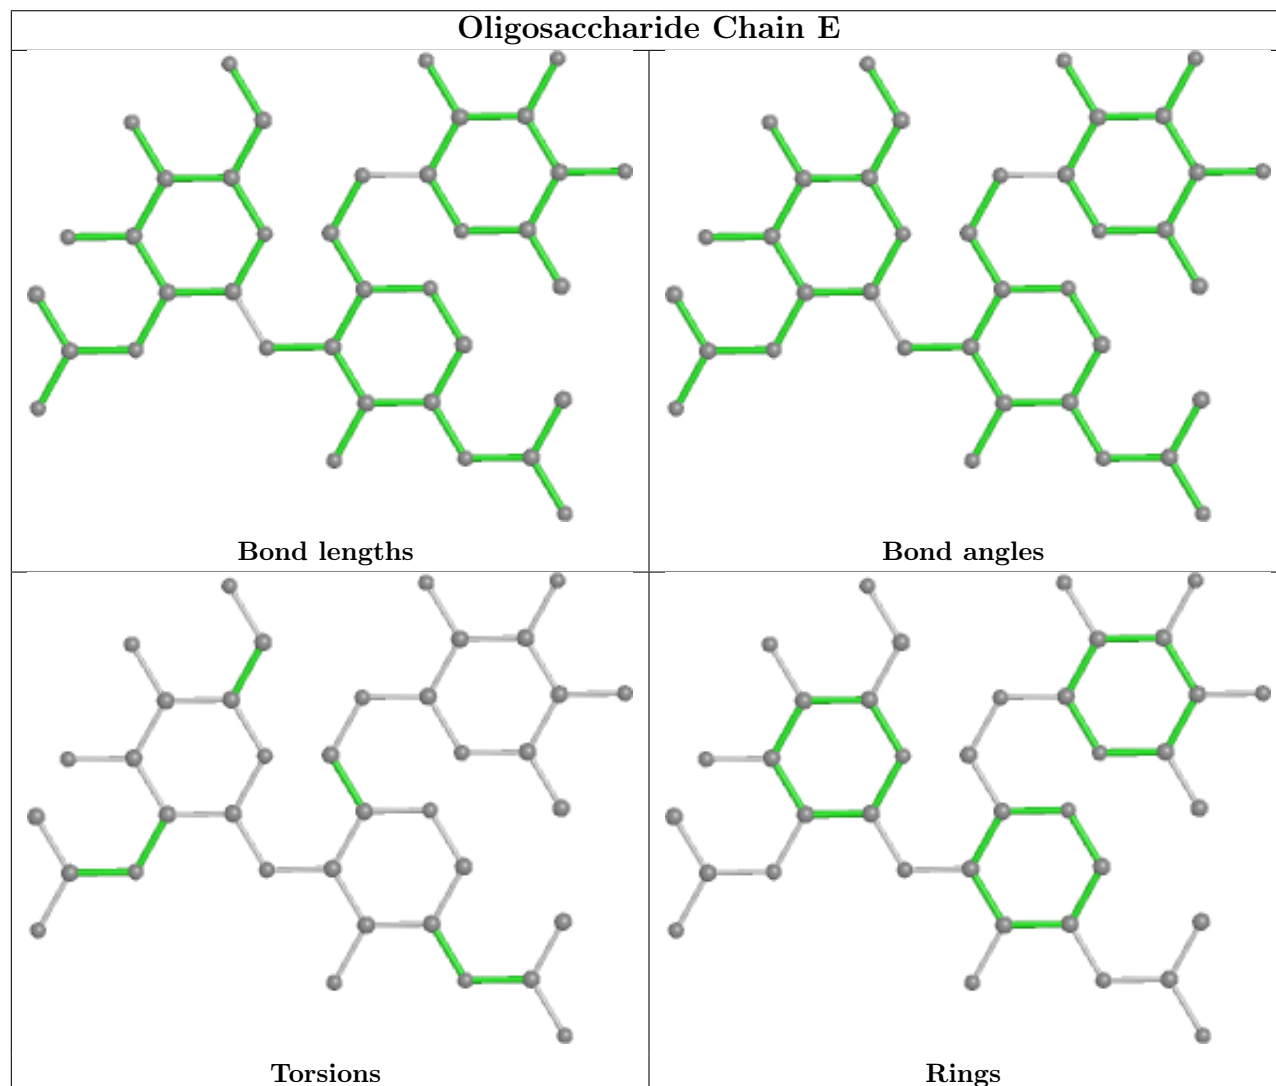 Oligosaccharide Chain E
Bond lengths
Bond angles
Torsions
Rings